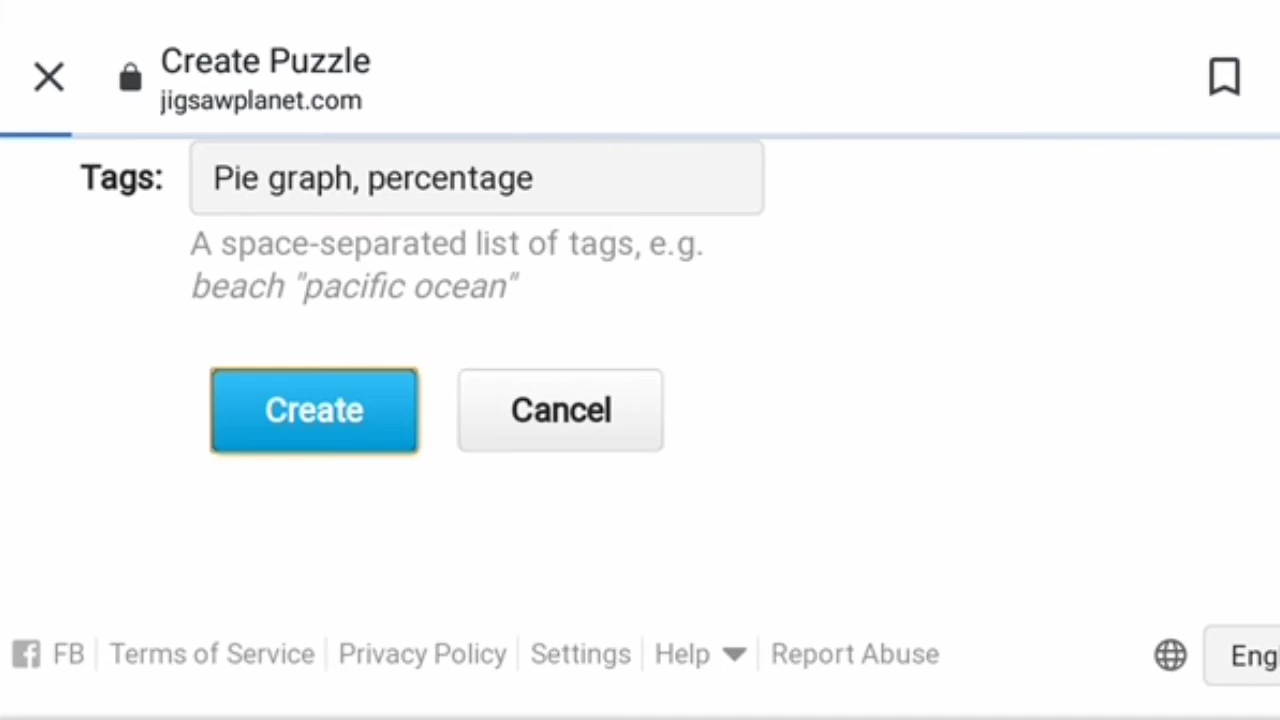 Create Puzzle
jigsawplanet.com
Tags: Pie graph, percentage
A space-separated list of tags, e.g.
beach "pacific ocean"
Create Cancel
FB Terms of Service Privacy Policy Settings Help Report Abuse Engl